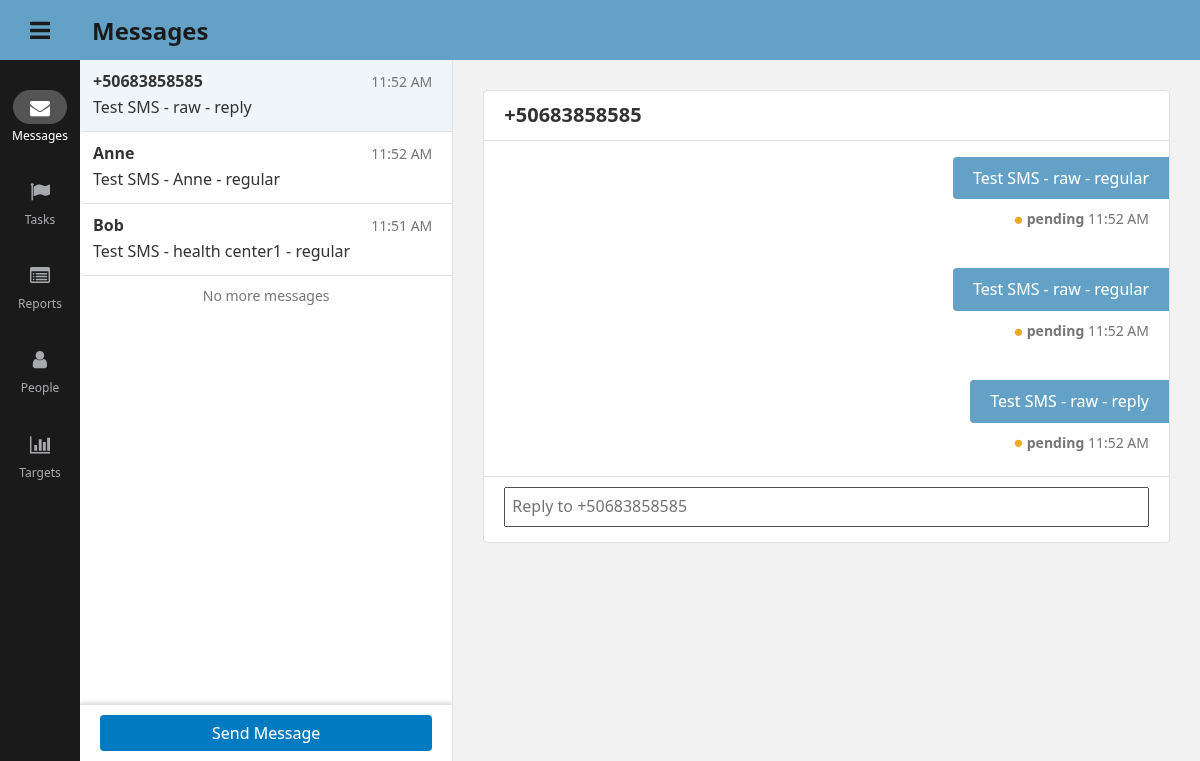 Messages
Messages
Tasks
Reports
People
Targets
+50683858585 11:52 AM
Test SMS - raw - reply
Anne 11:52 AM
Test SMS - Anne - regular
Bob 11:51 AM
Test SMS - health center1 - regular
No more messages
Send Message
+50683858585
Test SMS - raw - regular
pending 11:52 AM
Test SMS - raw - regular
pending 11:52 AM
Test SMS - raw - reply
pending 11:52 AM
Reply to +50683858585